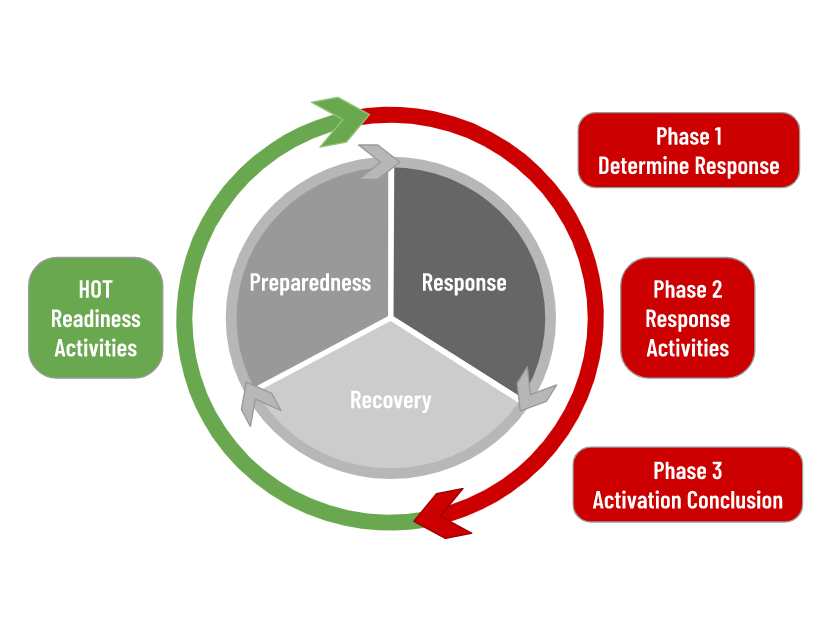 Phase 1
Determine Response
Preparedness
Response
HOT
Readiness
Activities
Phase 2
Response
Activities
Recovery
Phase 3
Activation Conclusion